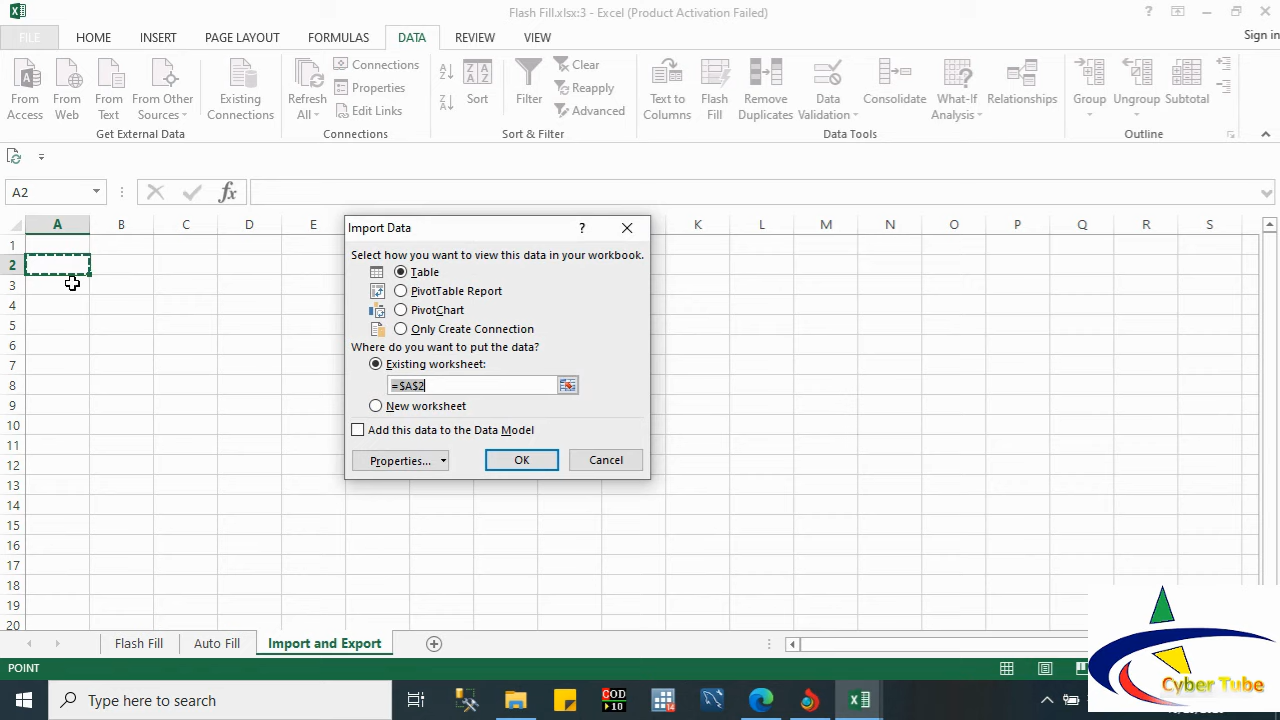 Flash Fill.xlsx:3 - Excel (Product Activation Failed)
FILE HOME INSERT PAGE LAYOUT FORMULAS DATA REVIEW VIEW Sign in
From Access
From Web
From Text
From Other Sources
Existing Connections
Refresh All
Connections
Properties
Edit Links
Sort
Filter
Clear
Reapply
Advanced
Text to Columns
Flash Fill
Remove Duplicates
Data Validation
Consolidate
What-If Analysis
Relationships
Group
Ungroup
Subtotal
Get External Data Connections Sort & Filter Data Tools Outline
A2 fx
A B C D E K L M N O P Q R S
1
2
3
4
5
6
7
8
9
10
11
12
13
14
15
16
17
18
19
20
Import Data ?
Select how you want to view this data in your workbook.
Table
PivotTable Report
PivotChart
Only Create Connection
Where do you want to put the data?
Existing worksheet:
=$A$2
New worksheet
Add this data to the Data Model
Properties... OK Cancel
Flash Fill Auto Fill Import and Export
POINT
Type here to search
COD
10
Cyber Tube